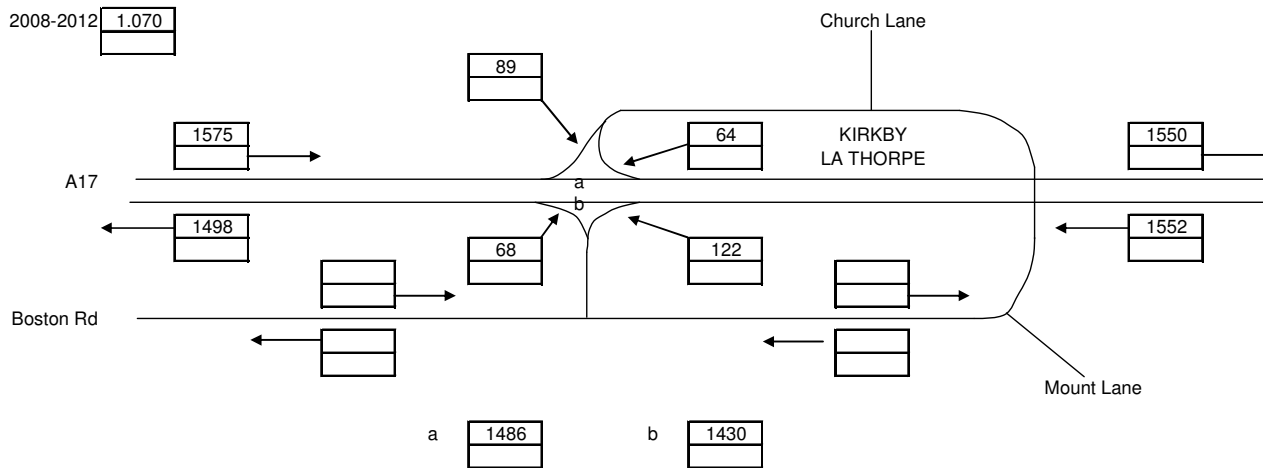 2008-2012 1.070
Church Lane
89
1575
64
KIRKBY
LA THORPE
1550
A17
a
b
1498
68
122
1552
Boston Rd
Mount Lane
a 1486 b 1430